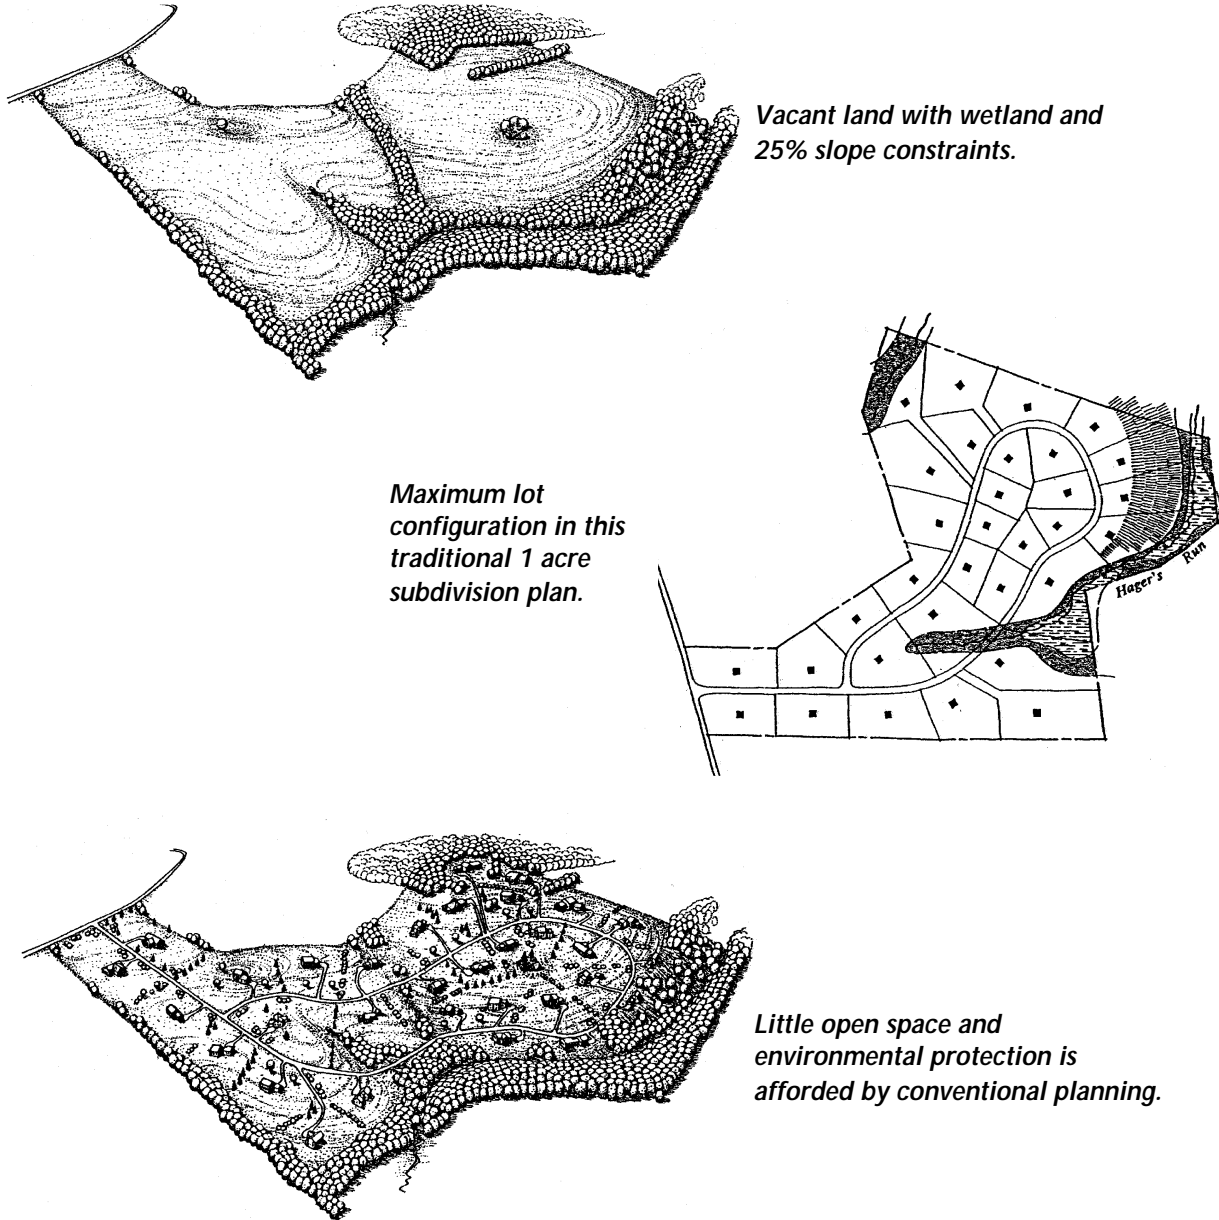 Vacant land with wetland and
25% slope constraints.
Maximum lot
configuration in this
traditional 1 acre
subdivision plan.
Hager's Run
Little open space and
environmental protection is
afforded by conventional planning.